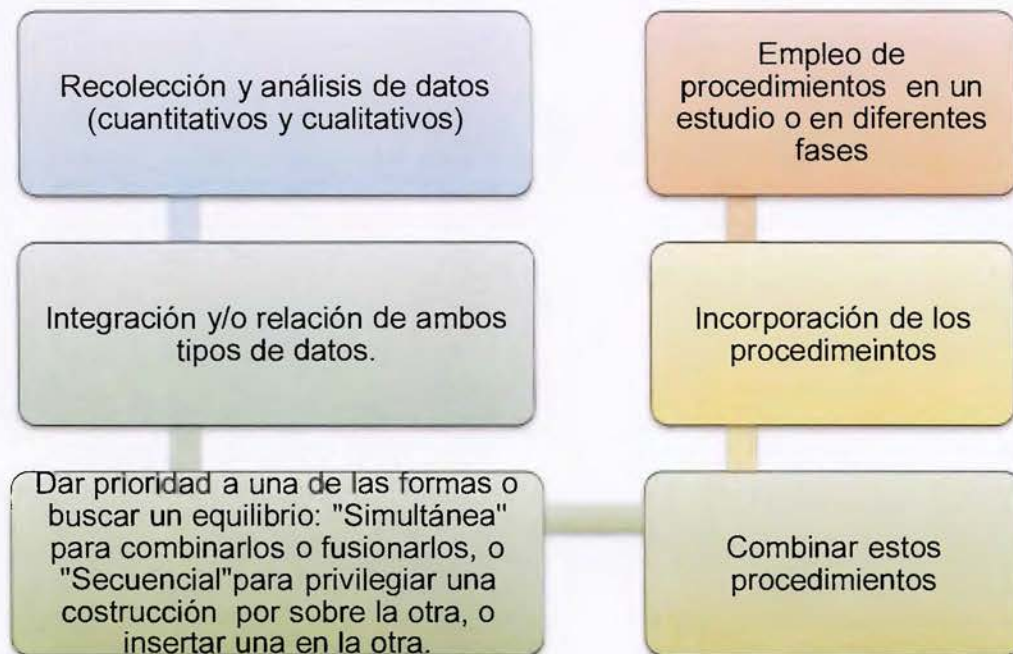 Recolección y análisis de datos
(cuantitativos y cualitativos)
Integración y/o relación de ambos
tipos de datos.
Dar prioridad a una de las formas o
buscar un equilibrio: "Simultánea"
para combinarlos o fusionarlos, o
"Secuencial"para privilegiar una
costrucción por sobre la otra, o
insertar una en la otra.
Combinar estos
procedimientos
Incorporación de los
procedimeintos
Empleo de
procedimientos en un
estudio o en diferentes
fases